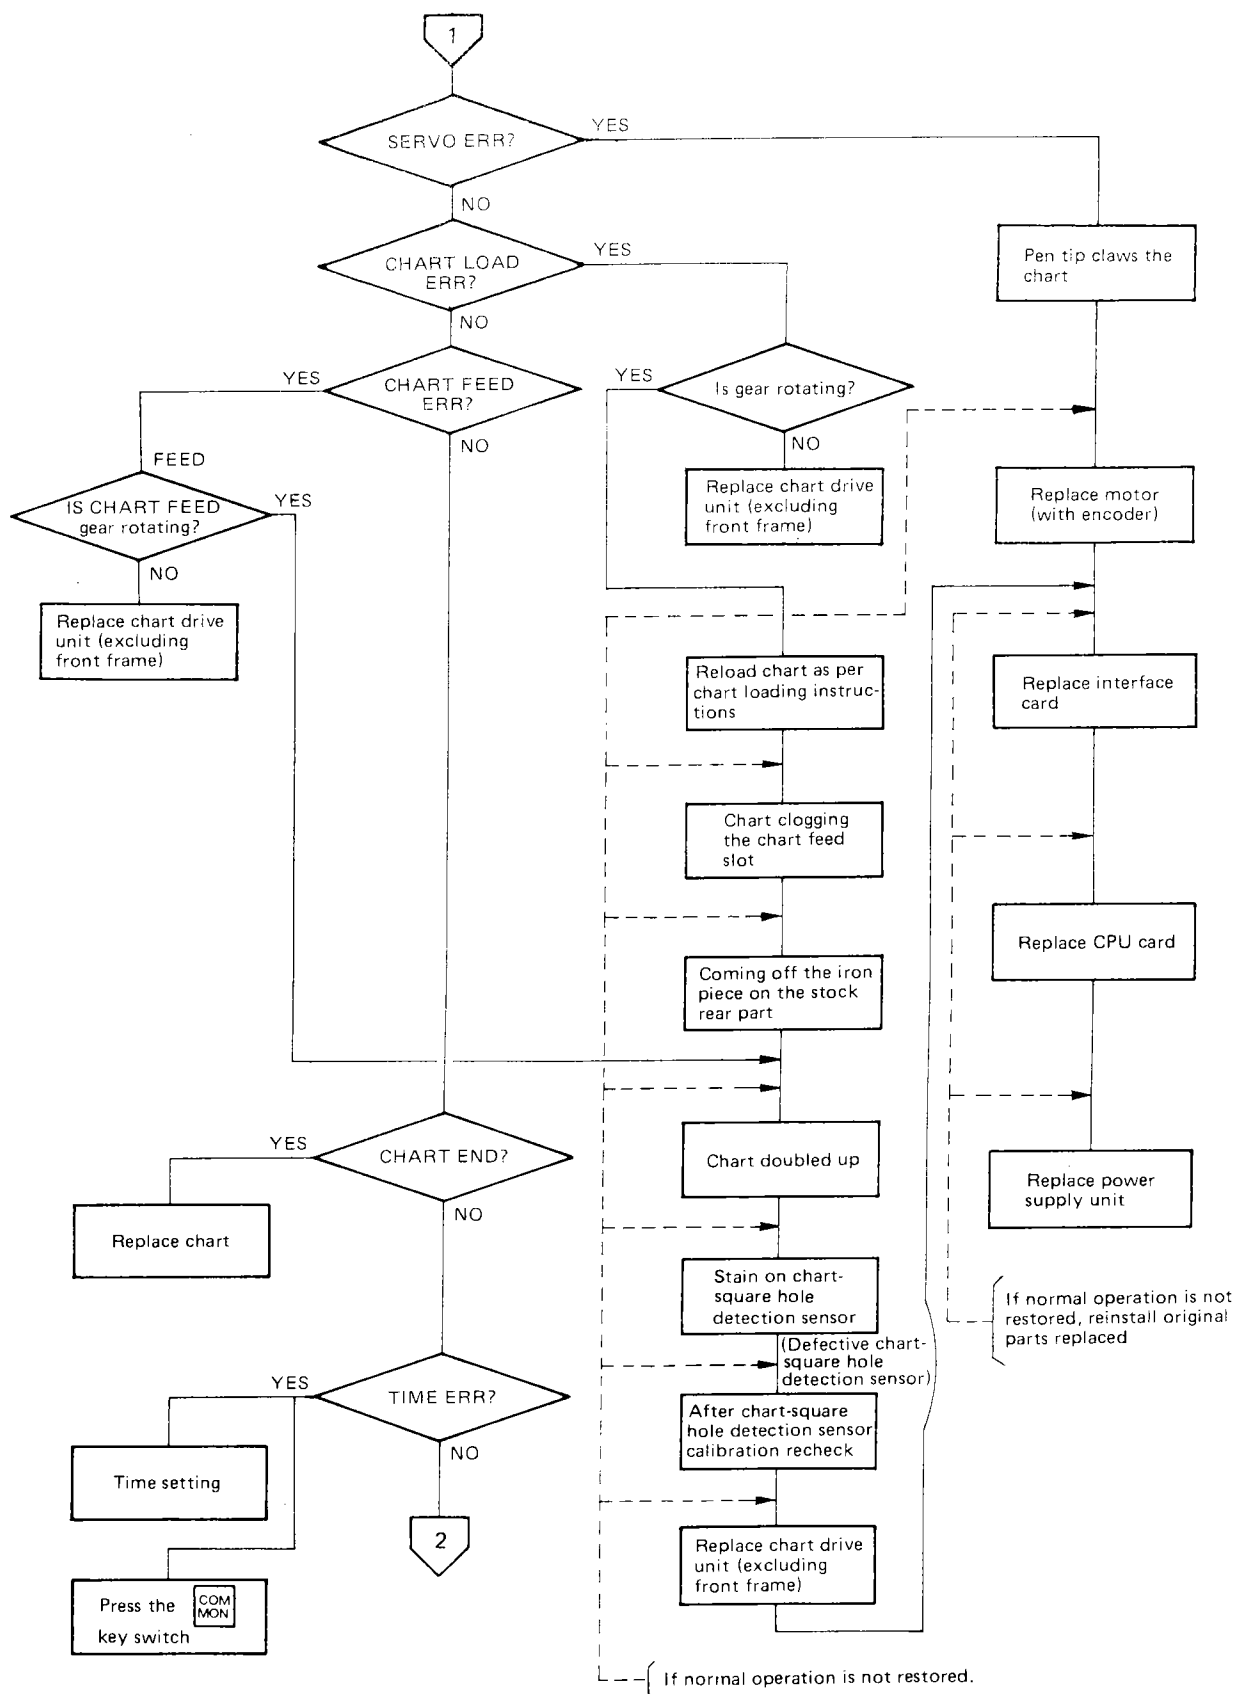 1
SERVO ERR?
YES
NO
CHART LOAD
ERR?
YES
NO
Pen tip claws the
chart
CHART FEED
ERR?
YES
NO
Is gear rotating?
YES
NO
FEED
IS CHART FEED
gear rotating?
YES
NO
Replace chart drive
unit (excluding
front frame)
Replace chart drive
unit (excluding
front frame)
Replace motor
(with encoder)
Reload chart as per
chart loading instruc-
tions
Replace interface
card
Chart clogging
the chart feed
slot
Replace CPU card
Coming off the iron
piece on the stock
rear part
CHART END?
YES
NO
Replace chart
Chart doubled up
Replace power
supply unit
Stain on chart-
square hole
detection sensor
If normal operation is not
restored, reinstall original
parts replaced
(Defective chart-
square hole
detection sensor)
TIME ERR?
YES
NO
After chart-square
hole detection sensor
calibration recheck
Time setting
2
Replace chart drive
unit (excluding
front frame)
Press the
COM
MON
key switch
If normal operation is not restored.